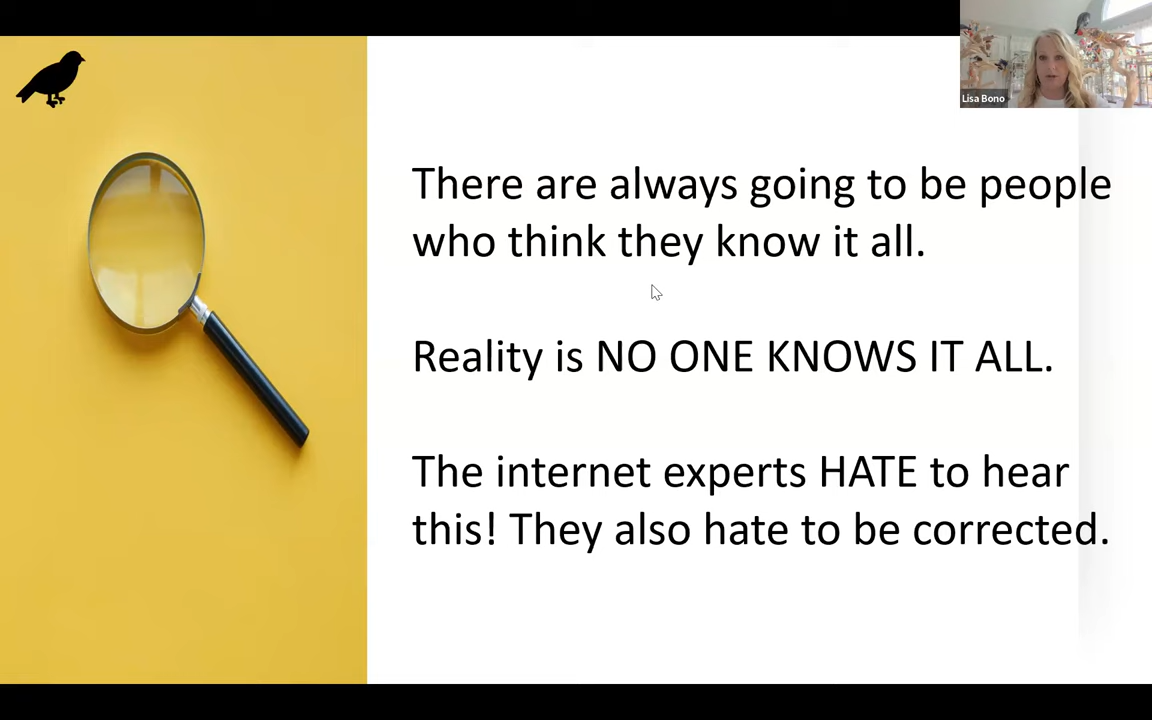 Lisa Bono
There are always going to be people
who think they know it all.
Reality is NO ONE KNOWS IT ALL.
The internet experts HATE to hear
this! They also hate to be corrected.